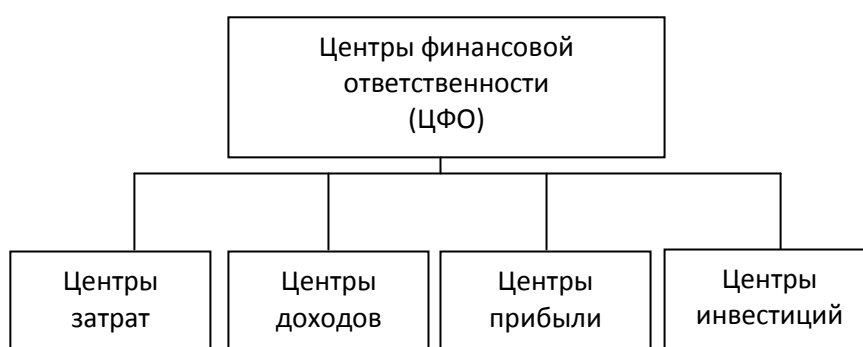 Центры финансовой
ответственности
(ЦФО)
Центры
затрат
Центры
доходов
Центры
прибыли
Центры
инвестиций